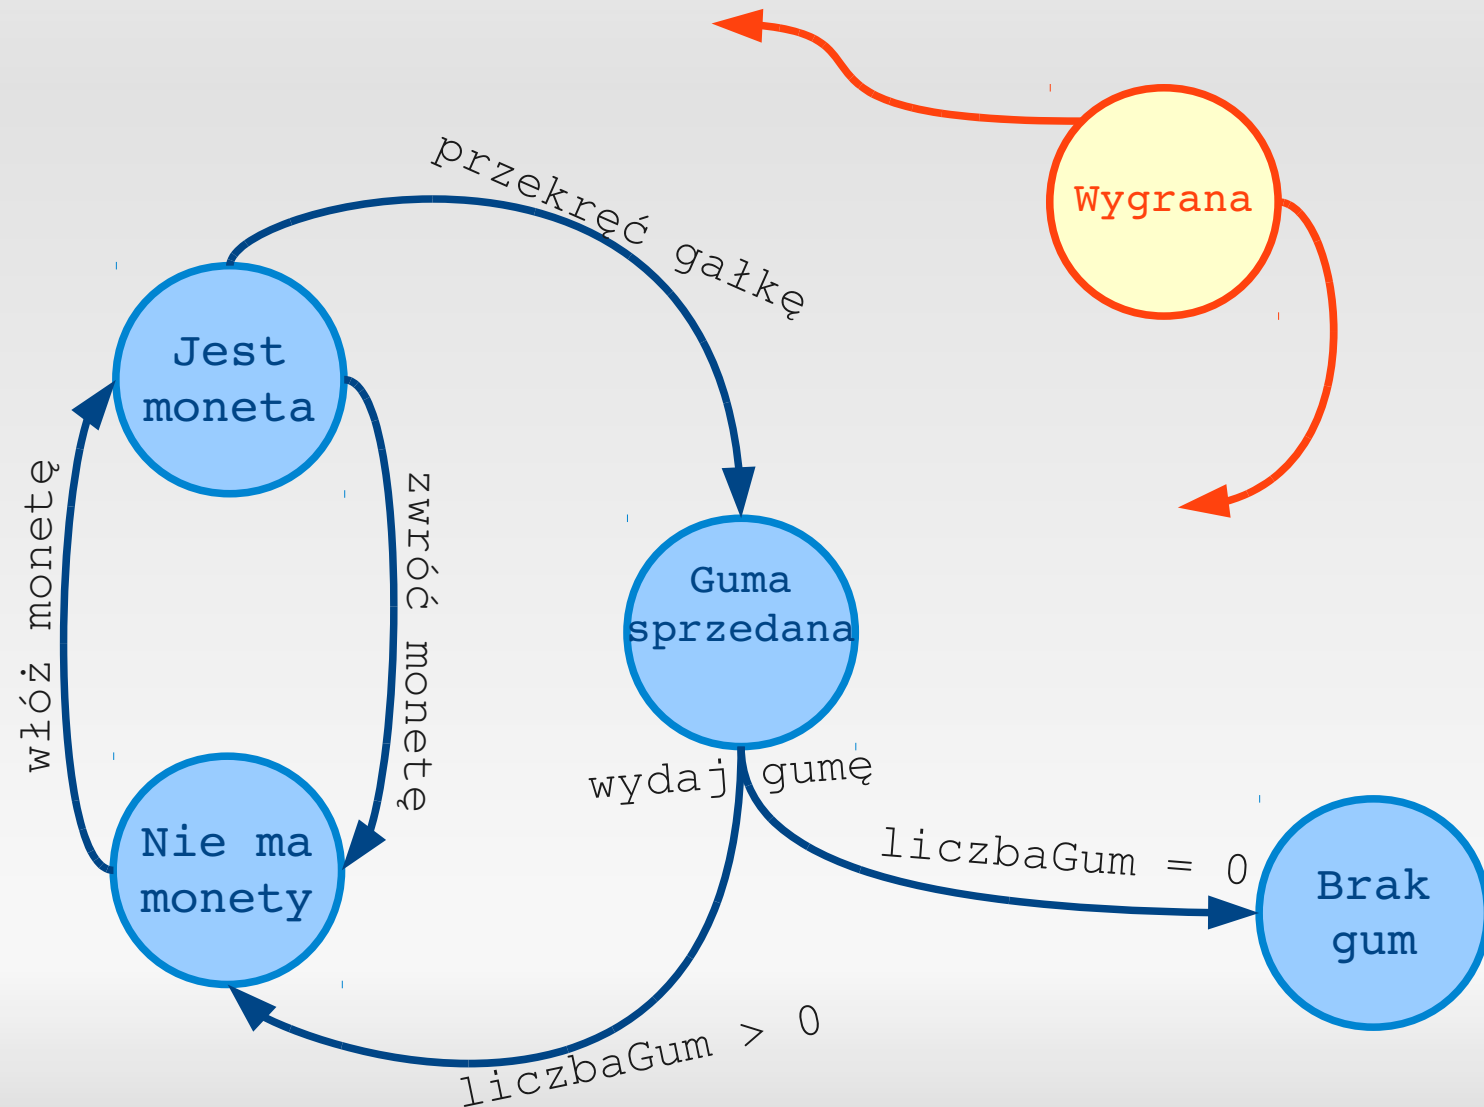 przekręć gałkę
Wygrana
Jest
moneta
włóż monetę
zwróć monetę
Guma
sprzedana
wydaj gumę
liczbaGum = 0
Nie ma
monety
Brak
gum
liczbaGum > 0